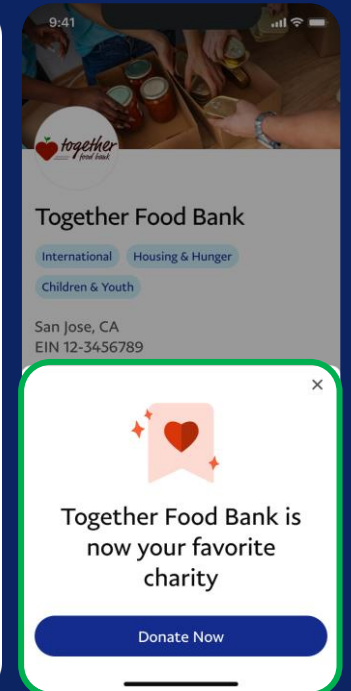 9:41
together
food bank
Together Food Bank
International Housing & Hunger
Children & Youth
San Jose, CA
EIN 12-3456789
Together Food Bank is
now your favorite
charity
Donate Now